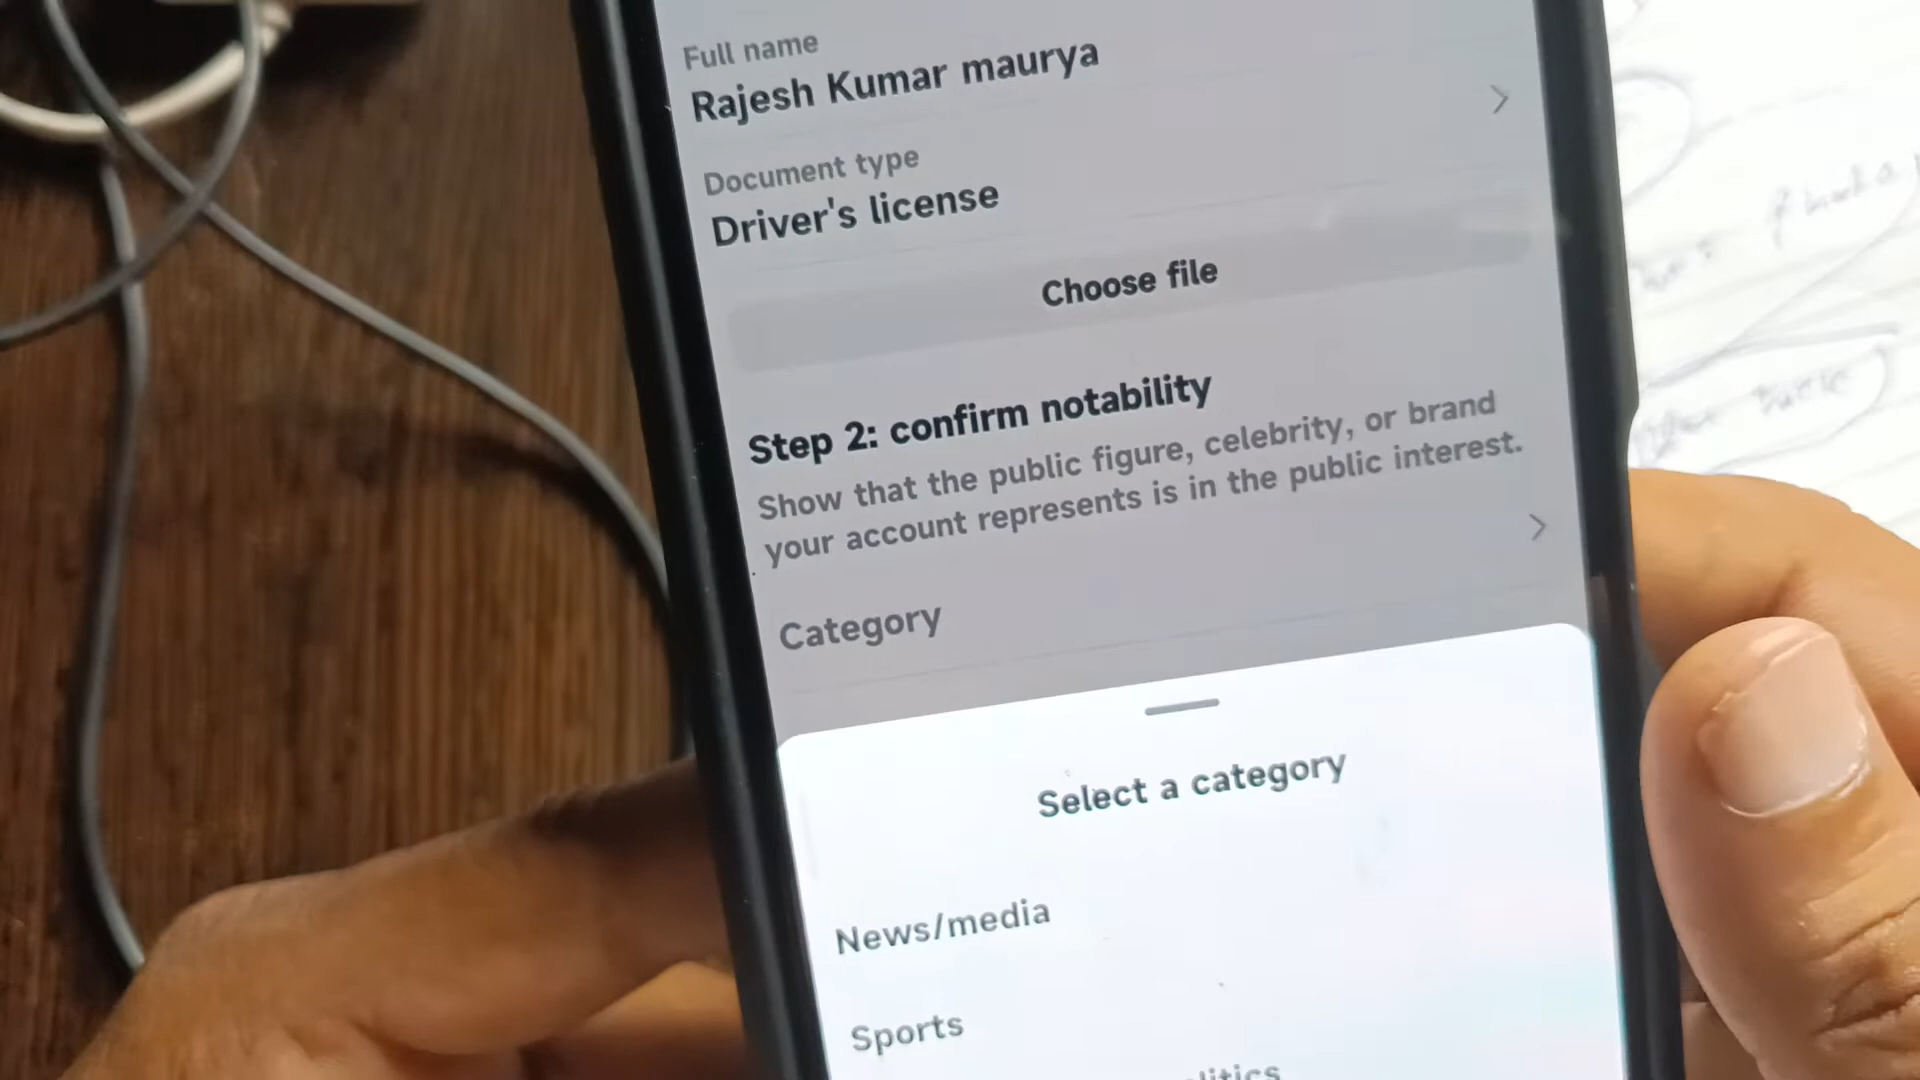 Full name
Rajesh Kumar maurya
Document type
Driver's license
Choose file
Step 2: confirm notability
Show that the public figure, celebrity, or brand
your account represents is in the public interest.
Category
Select a category
News/media
Sports